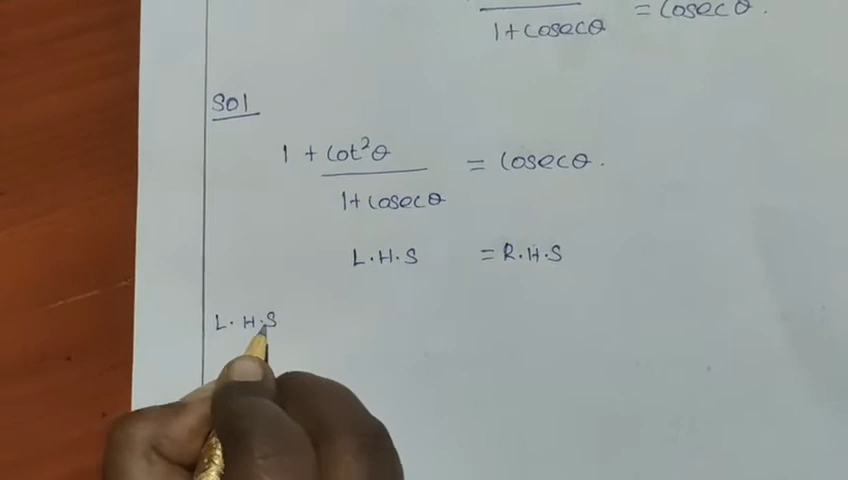 1+cosecθ = cosecθ.
Sol
1 + cot²θ = cosecθ.
1+cosecθ
L.H.S = R.H.S
L.H.S